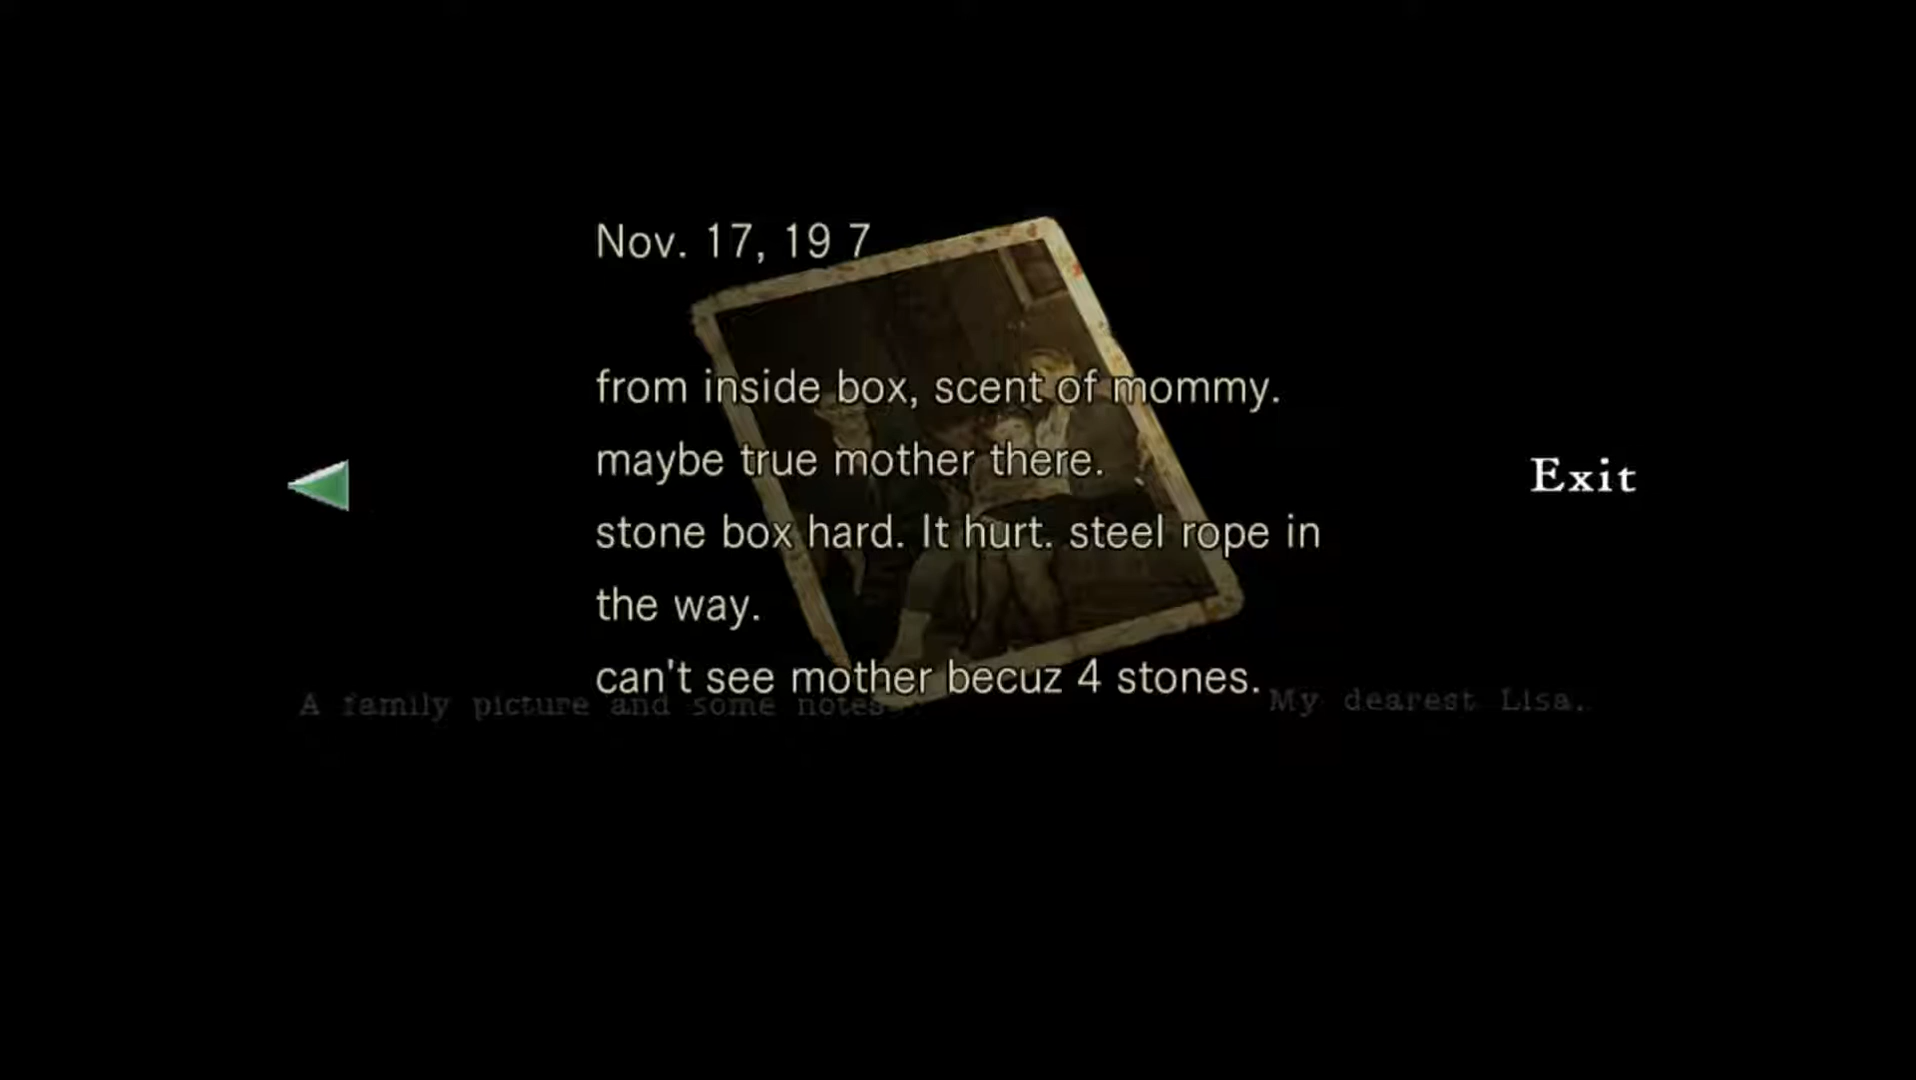 Nov. 17, 19 7
from inside box, scent of mommy.
maybe true mother there.
stone box hard. It hurt. steel rope in
the way.
can't see mother becuz 4 stones.
Exit
A family picture and some notes.
My dearest Lisa.